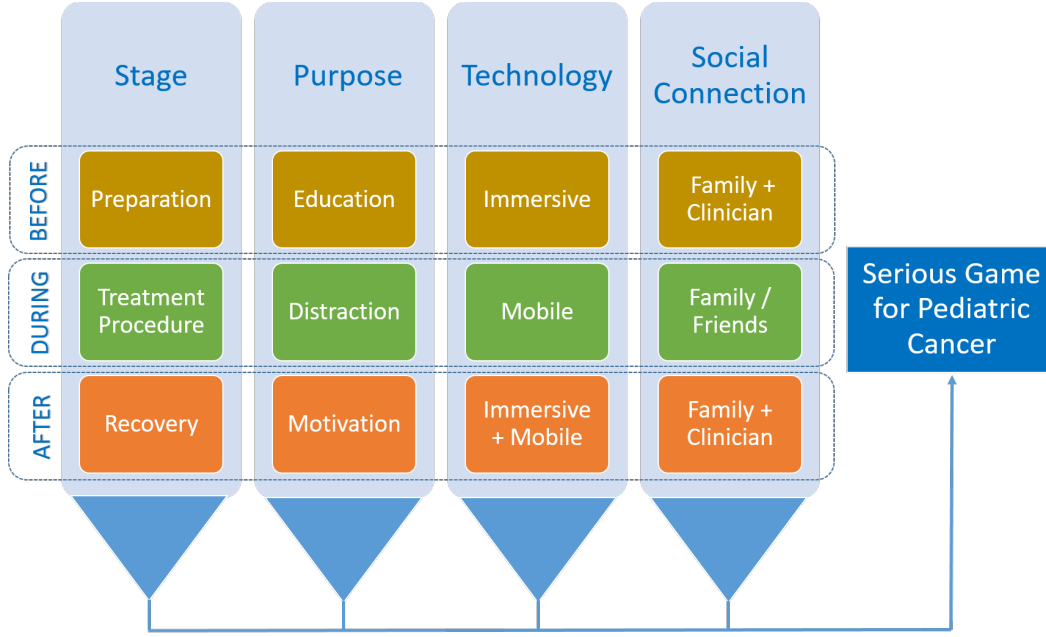 Stage
Purpose
Technology
Social
Connection
BEFORE
Preparation
Education
Immersive
Family +
Clinician
DURING
Treatment
Procedure
Distraction
Mobile
Family /
Friends
AFTER
Recovery
Motivation
Immersive
+ Mobile
Family +
Clinician
Serious Game
for Pediatric
Cancer